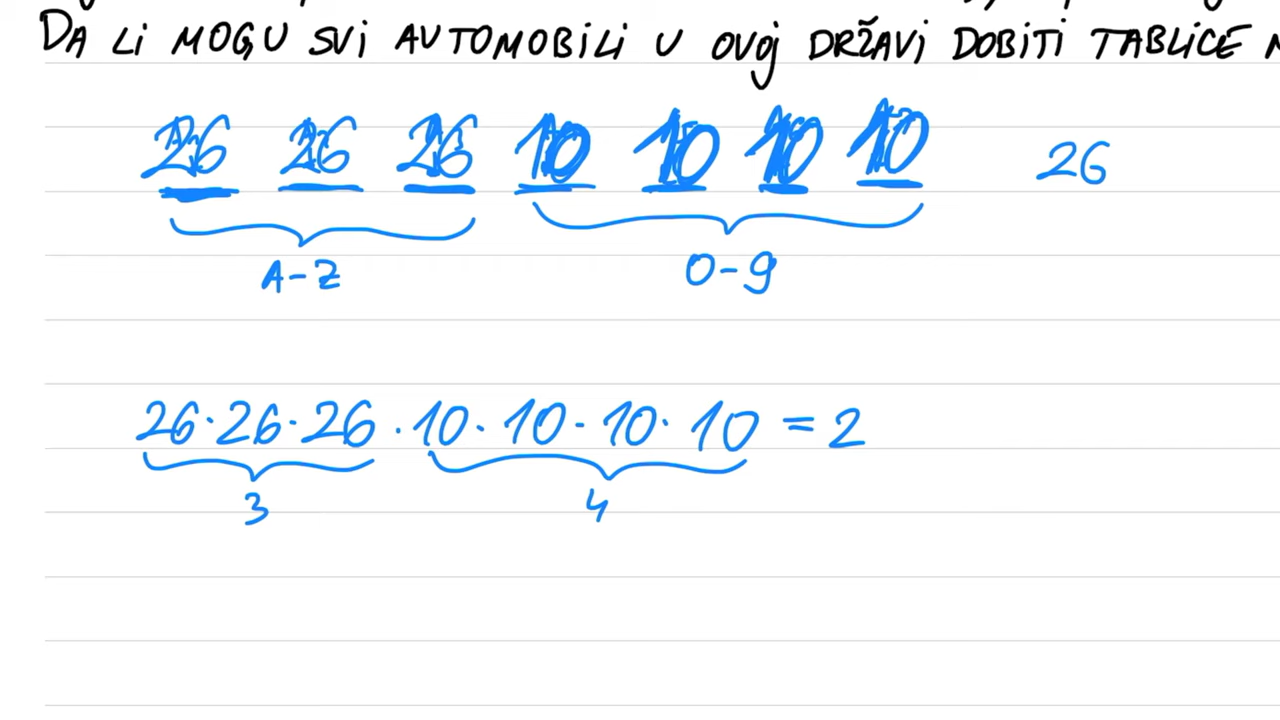 DA Li MOGU SVi AUTOMOBiLi U OVOj DRŽAVi DOBiTi TABLiCE
26 26 26 10 10 10 10 26
A-Z 0-9
26·26·26·10·10·10·10 = 2
3 4